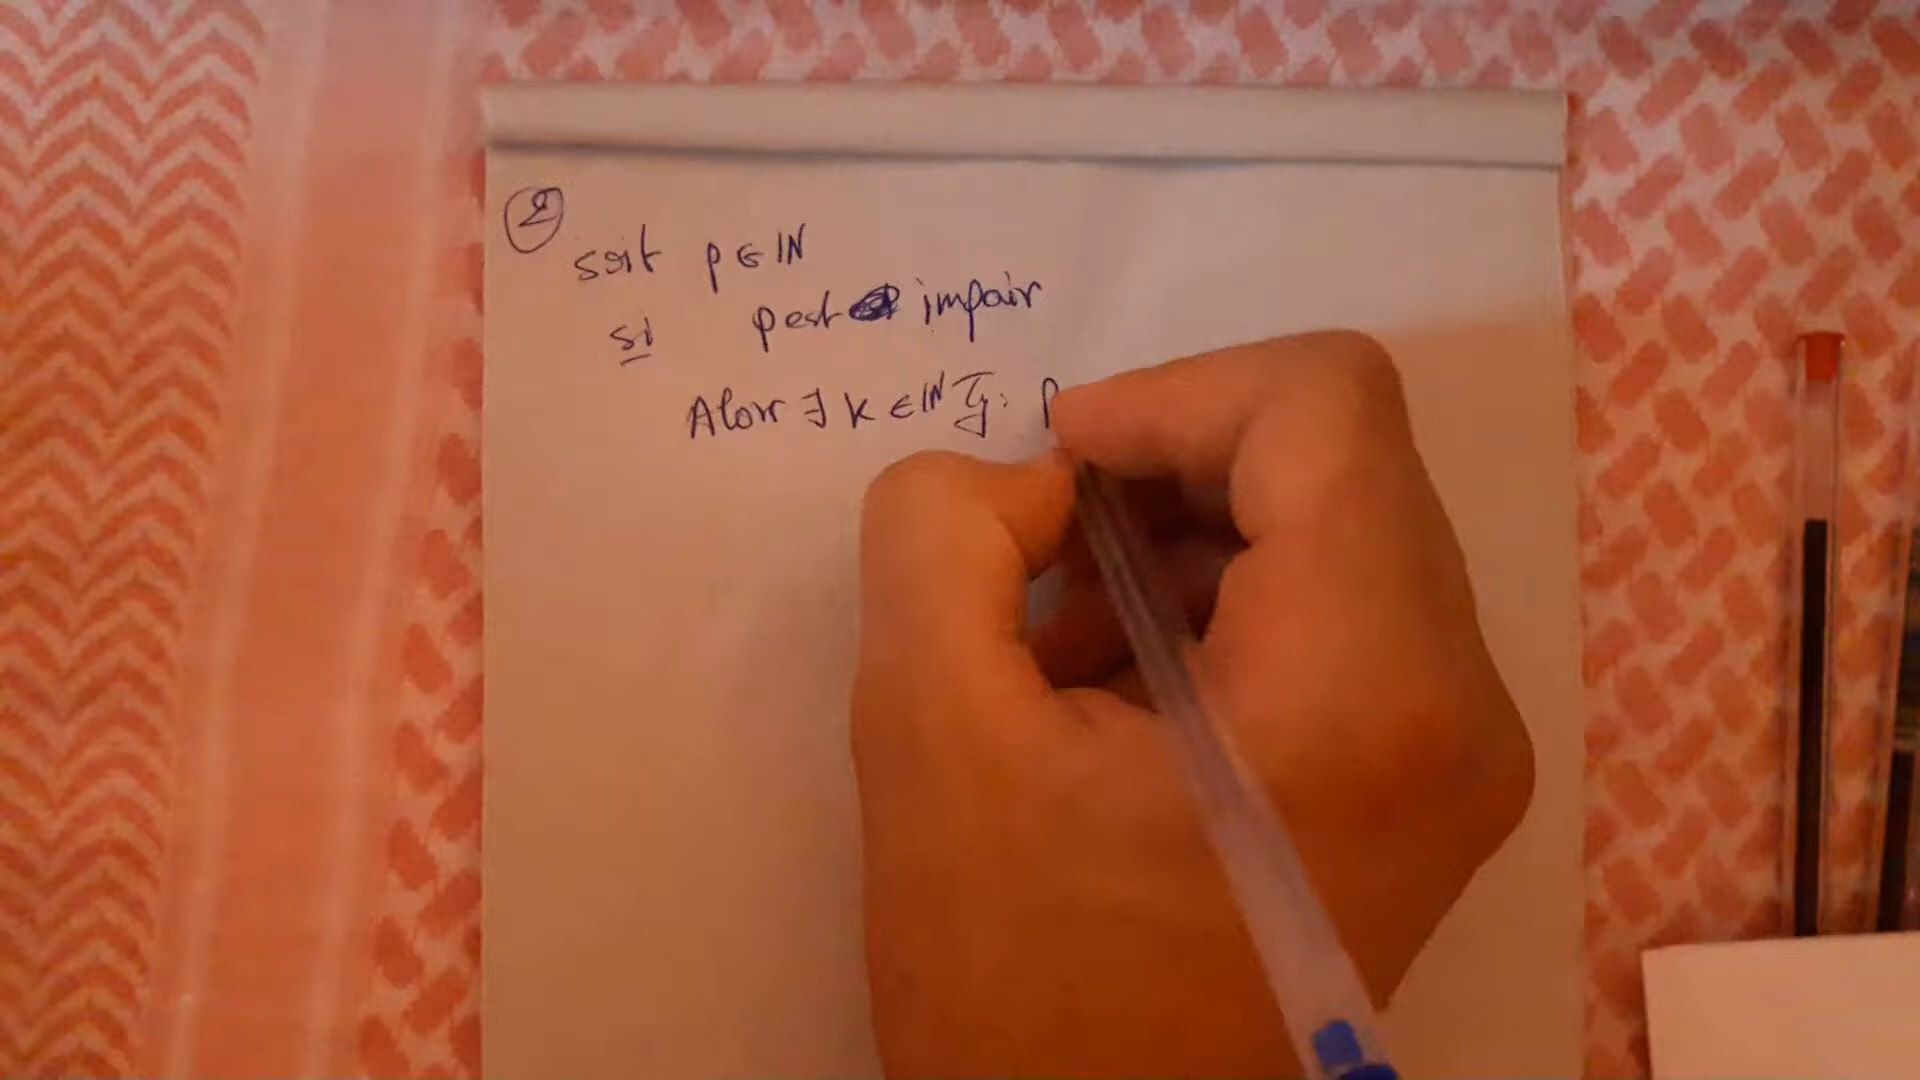 ②
soit p ∈ ℕ
si p est impair
Alors ∃ k ∈ ℕ Tq: p